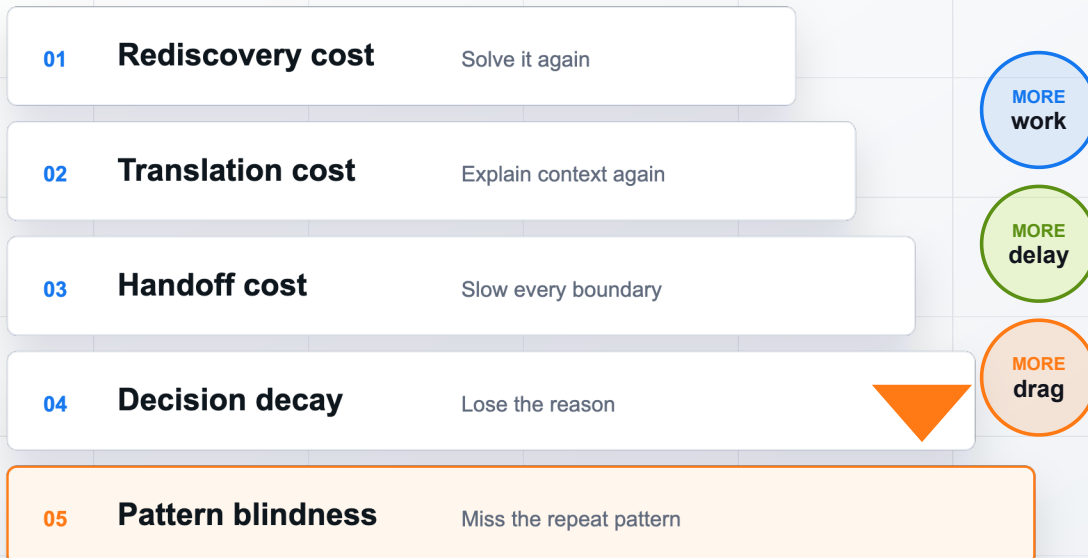 01 Rediscovery cost Solve it again
02 Translation cost Explain context again
03 Handoff cost Slow every boundary
04 Decision decay Lose the reason
05 Pattern blindness Miss the repeat pattern
MORE
work
MORE
delay
MORE
drag